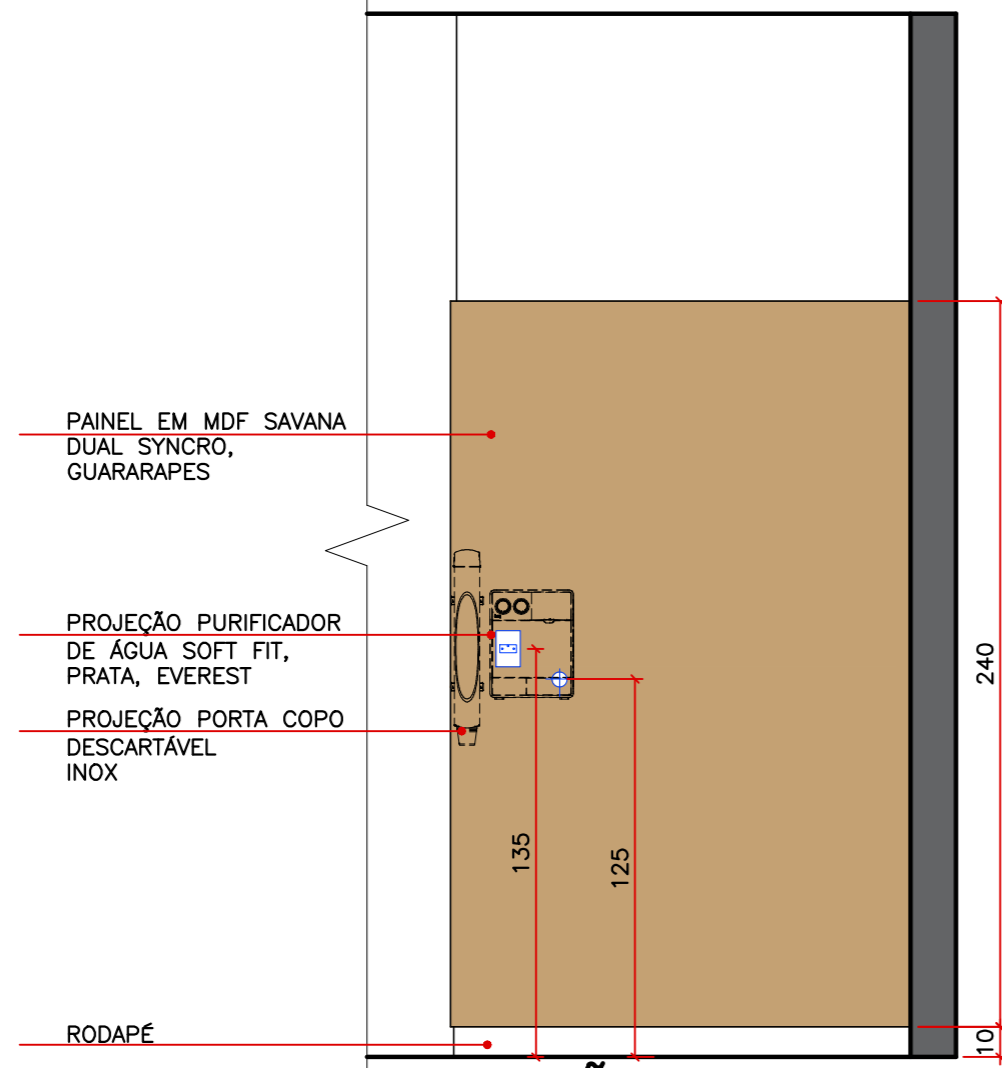 PAINEL EM MDF SAVANA
DUAL SYNCRO,
GUARARAPES
PROJEÇÃO PURIFICADOR
DE ÁGUA SOFT FIT,
PRATA, EVEREST
PROJEÇÃO PORTA COPO
DESCARTÁVEL
INOX
RODAPÉ
135
125
240
10